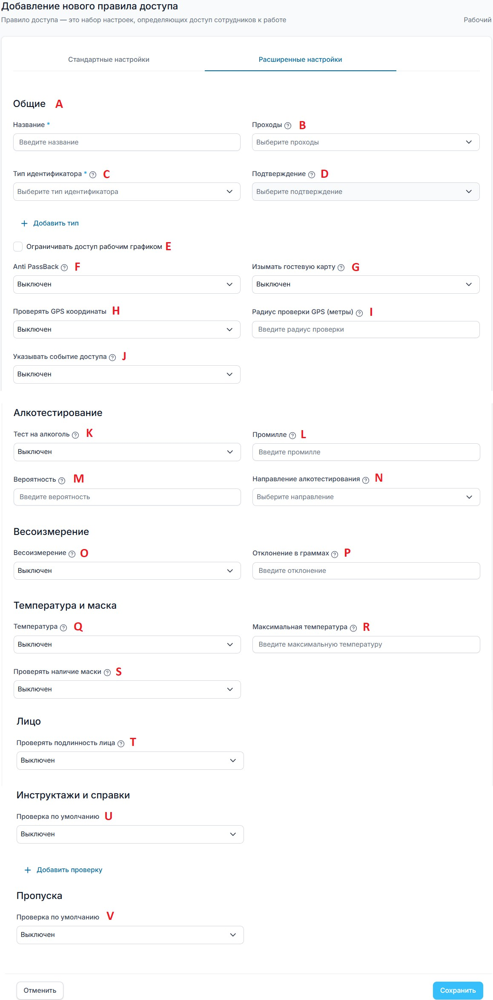 Добавление нового правила доступа
Правило доступа — это набор настроек, определяющих доступ сотрудников к работе
Рабочий
Стандартные настройки
Расширенные настройки
Общие A
Название *
Проходы B
Введите название
Выберите проходы
Тип идентификатора * C
Подтверждение D
Выберите тип идентификатора
Выберите подтверждение
+ Добавить тип
Ограничивать доступ рабочим графиком E
Anti PassBack F
Изымать гостевую карту G
Выключен
Выключен
Проверять GPS координаты H
Радиус проверки GPS (метры) I
Выключен
Введите радиус проверки
Указывать событие доступа J
Выключен
Алкотестирование
Тест на алкоголь K
Промилле L
Выключен
Введите промилле
Вероятность M
Направление алкотестирования N
Введите вероятность
Выберите направление
Весоизмерение
Весоизмерение O
Отклонение в граммах P
Выключен
Введите отклонение
Температура и маска
Температура Q
Максимальная температура R
Выключен
Введите максимальную температуру
Проверять наличие маски S
Выключен
Лицо
Проверять подлинность лица T
Выключен
Инструктажи и справки
Проверка по умолчанию U
Выключен
+ Добавить проверку
Пропуска
Проверка по умолчанию V
Выключен
Отменить
Сохранить